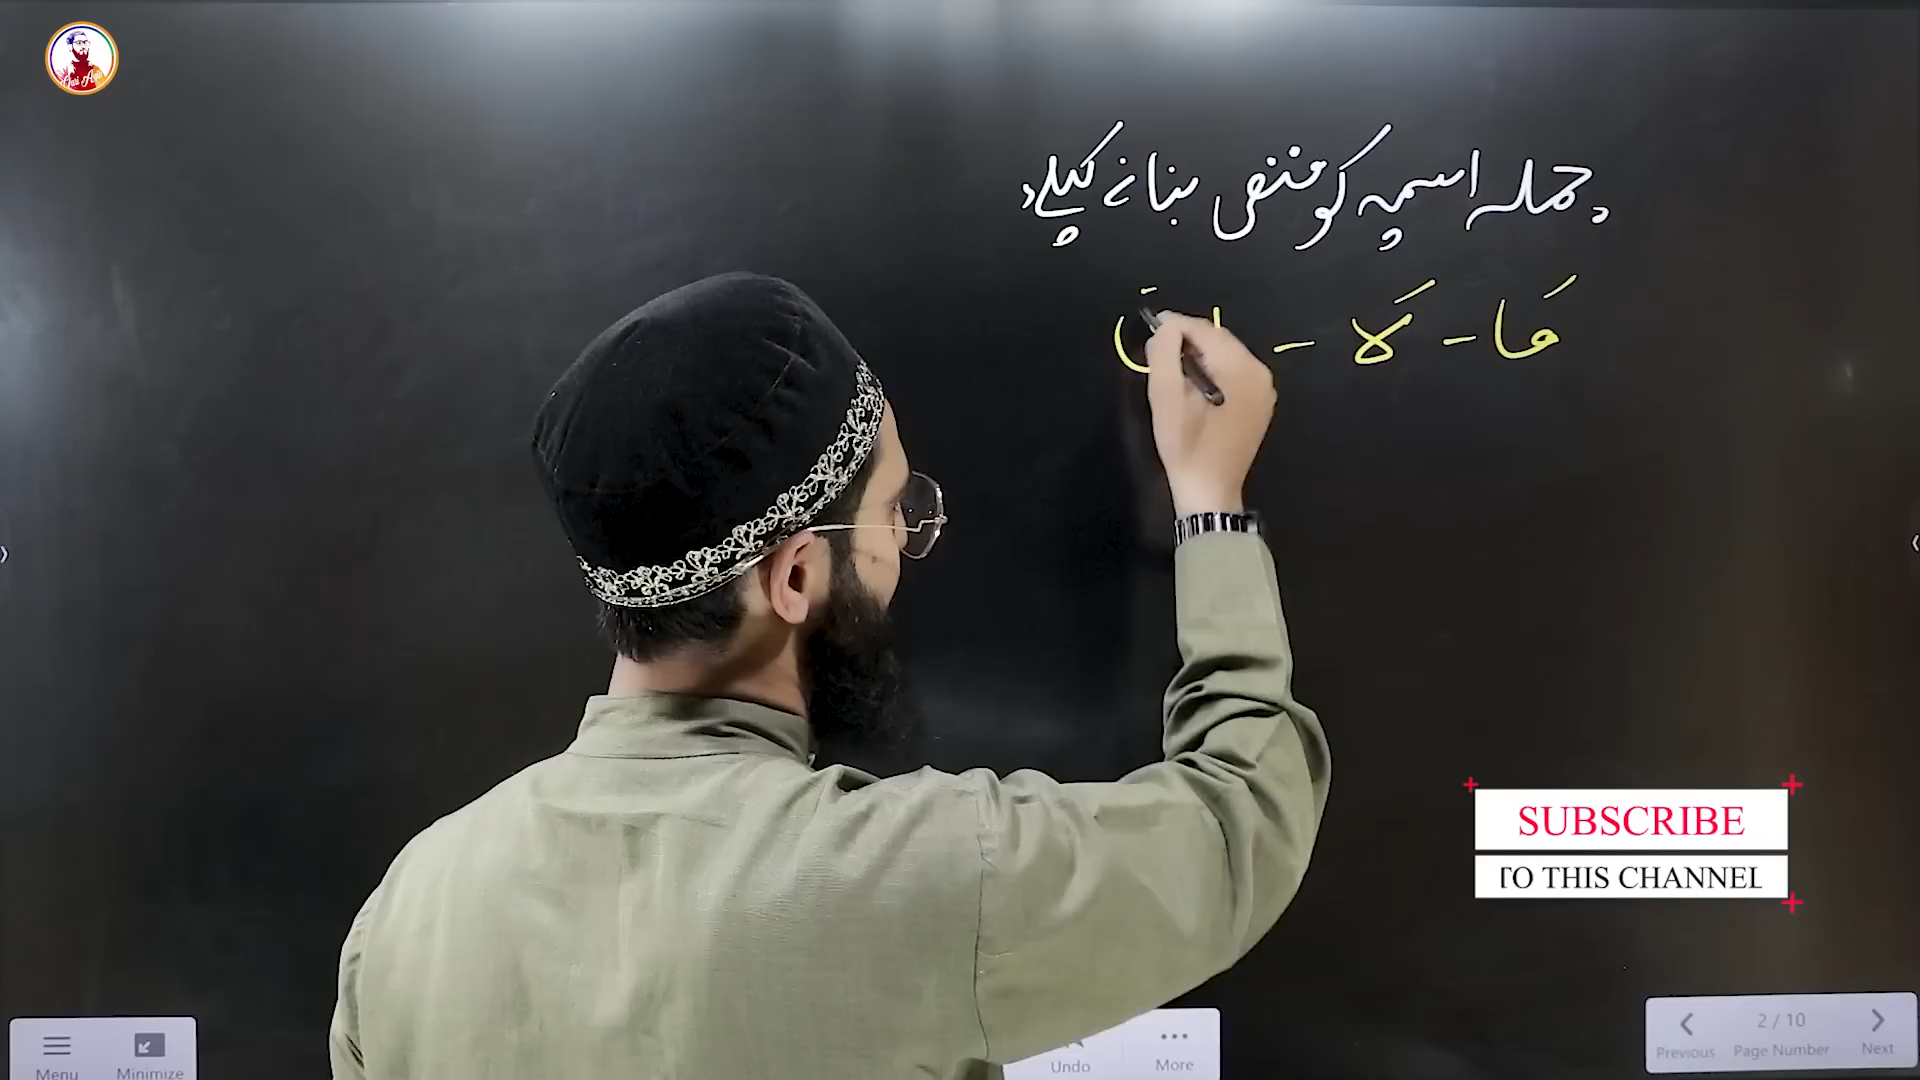 جملہ اسمیہ کو منفی بنانے کیلیے
مَا - لَا -
SUBSCRIBE
TO THIS CHANNEL
Menu
Minimize
Undo
More
2 / 10
Previous
Page Number
Next